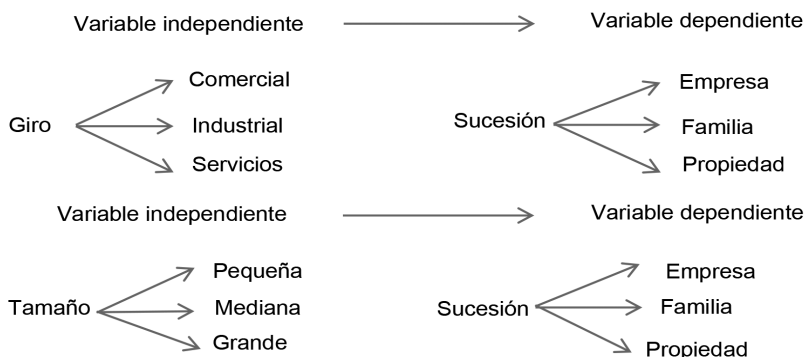 Variable independiente Variable dependiente
Comercial Empresa
Giro Industrial Sucesión Familia
Servicios Propiedad
Variable independiente Variable dependiente
Pequeña Empresa
Tamaño Mediana Sucesión Familia
Grande Propiedad